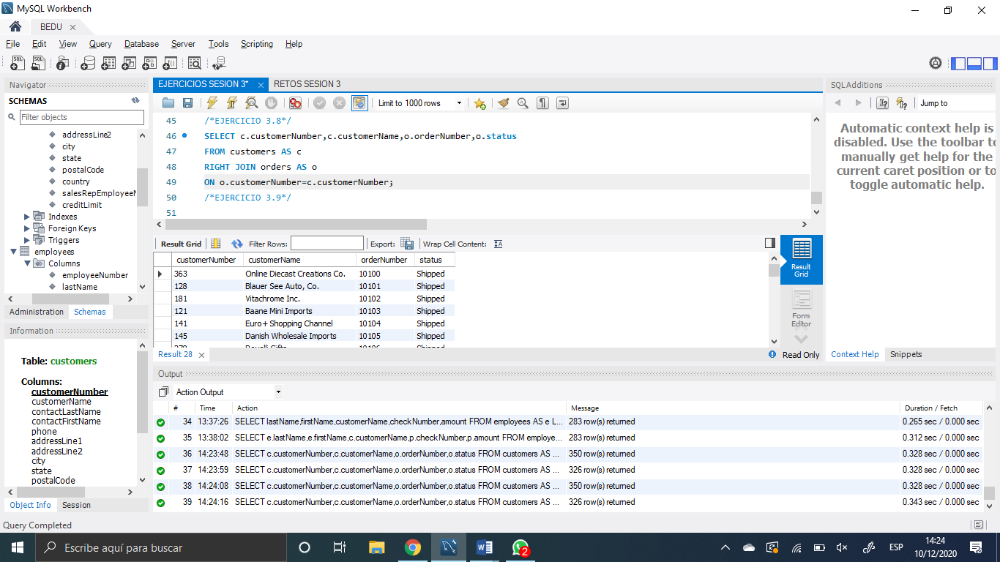 MySQL Workbench
BEDU
File Edit View Query Database Server Tools Scripting Help
Navigator
SCHEMAS
Filter objects
addressLine2
city
state
postalCode
country
salesRepEmployeeN
creditLimit
Indexes
Foreign Keys
Triggers
employees
Columns
employeeNumber
lastName
Administration Schemas
Information
Table: customers
Columns:
customerNumber
customerName
contactLastName
contactFirstName
phone
addressLine1
addressLine2
city
state
postalCode
Object Info Session
EJERCICIOS SESION 3* RETOS SESION 3
Limit to 1000 rows
45 /*EJERCICIO 3.8*/
46 SELECT c.customerNumber,c.customerName,o.orderNumber,o.status
47 FROM customers AS c
48 RIGHT JOIN orders AS o
49 ON o.customerNumber=c.customerNumber;
50 /*EJERCICIO 3.9*/
51
Result Grid Filter Rows: Export: Wrap Cell Content:
customerNumber customerName orderNumber status
363 Online Diecast Creations Co. 10100 Shipped
128 Blauer See Auto, Co. 10101 Shipped
181 Vitachrome Inc. 10102 Shipped
121 Baane Mini Imports 10103 Shipped
141 Euro+ Shopping Channel 10104 Shipped
145 Danish Wholesale Imports 10105 Shipped
Result 28
Read Only
Result
Grid
Form
Editor
SQLAdditions
Jump to
Automatic context help is
disabled. Use the toolbar to
manually get help for the
current caret position or to
toggle automatic help.
Context Help Snippets
Output
Action Output
# Time Action Message Duration / Fetch
34 13:37:26 SELECT lastName,firstName,customerName,checkNumber,amount FROM employees AS e L... 283 row(s) returned 0.265 sec / 0.000 sec
35 13:38:02 SELECT e.lastName,e.firstName,c.customerName,p.checkNumber,p.amount FROM employe... 283 row(s) returned 0.312 sec / 0.000 sec
36 14:23:48 SELECT c.customerNumber,c.customerName,o.orderNumber,o.status FROM customers AS ... 350 row(s) returned 0.328 sec / 0.000 sec
37 14:23:59 SELECT c.customerNumber,c.customerName,o.orderNumber,o.status FROM customers AS ... 326 row(s) returned 0.328 sec / 0.000 sec
38 14:24:08 SELECT c.customerNumber,c.customerName,o.orderNumber,o.status FROM customers AS ... 350 row(s) returned 0.328 sec / 0.000 sec
39 14:24:16 SELECT c.customerNumber,c.customerName,o.orderNumber,o.status FROM customers AS ... 326 row(s) returned 0.343 sec / 0.000 sec
Query Completed
Escribe aquí para buscar
2
ESP
14:24
10/12/2020